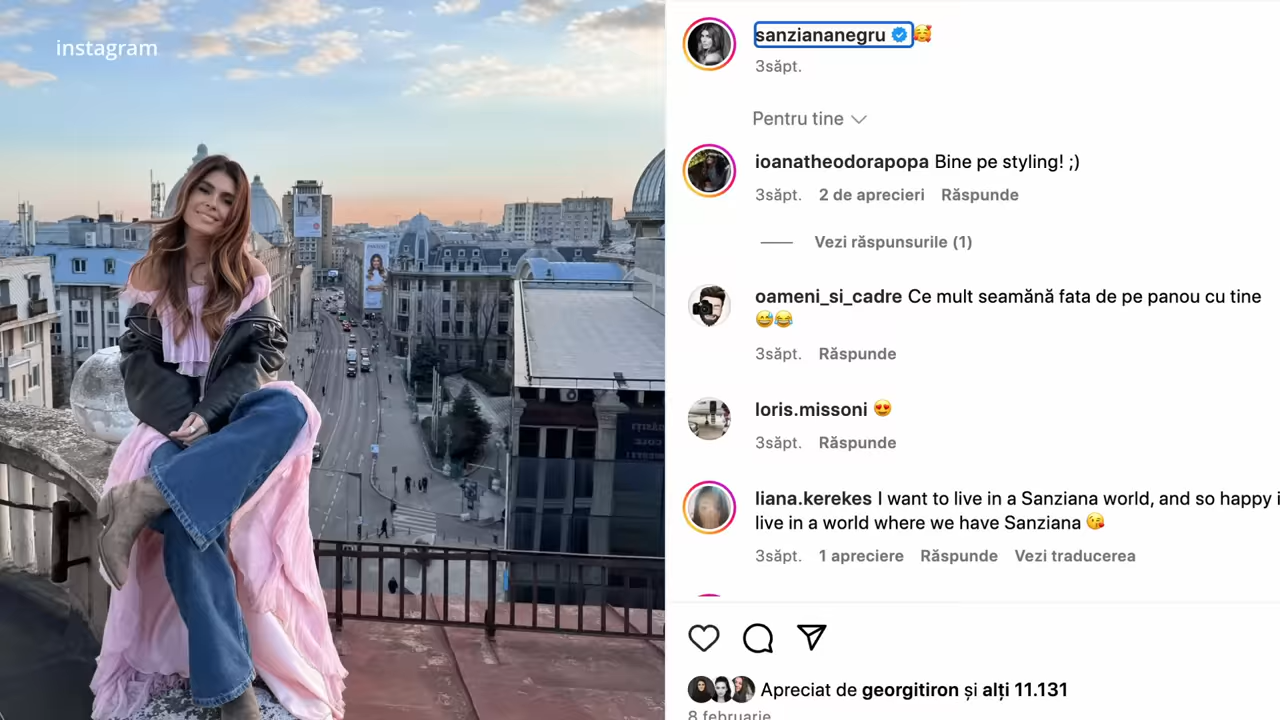 instagram
sanziananegru 🥰
3săpt.
Pentru tine
ioanatheodorapopa Bine pe styling! ;)
3săpt. 2 de aprecieri Răspunde
Vezi răspunsurile (1)
oameni_si_cadre Ce mult seamănă fata de pe panou cu tine
😅😂
3săpt. Răspunde
loris.missoni 😍
3săpt. Răspunde
liana.kerekes I want to live in a Sanziana world, and so happy i
live in a world where we have Sanziana 😘
3săpt. 1 apreciere Răspunde Vezi traducerea
Apreciat de georgitiron și alți 11.131
8 februarie